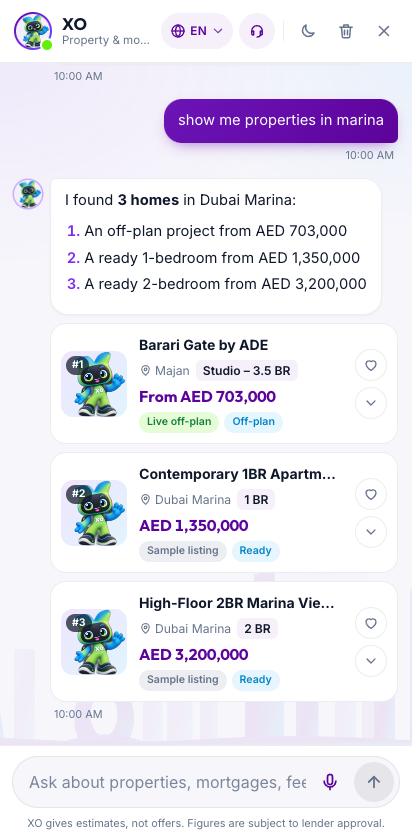 XO
Property & mo...
EN
10:00 AM
show me properties in marina
10:00 AM
I found 3 homes in Dubai Marina:
1. An off-plan project from AED 703,000
2. A ready 1-bedroom from AED 1,350,000
3. A ready 2-bedroom from AED 3,200,000
#1
Barari Gate by ADE
Majan Studio – 3.5 BR
From AED 703,000
Live off-plan Off-plan
#2
Contemporary 1BR Apartm...
Dubai Marina 1 BR
AED 1,350,000
Sample listing Ready
#3
High-Floor 2BR Marina Vie...
Dubai Marina 2 BR
AED 3,200,000
Sample listing Ready
10:00 AM
Ask about properties, mortgages, fee
XO gives estimates, not offers. Figures are subject to lender approval.